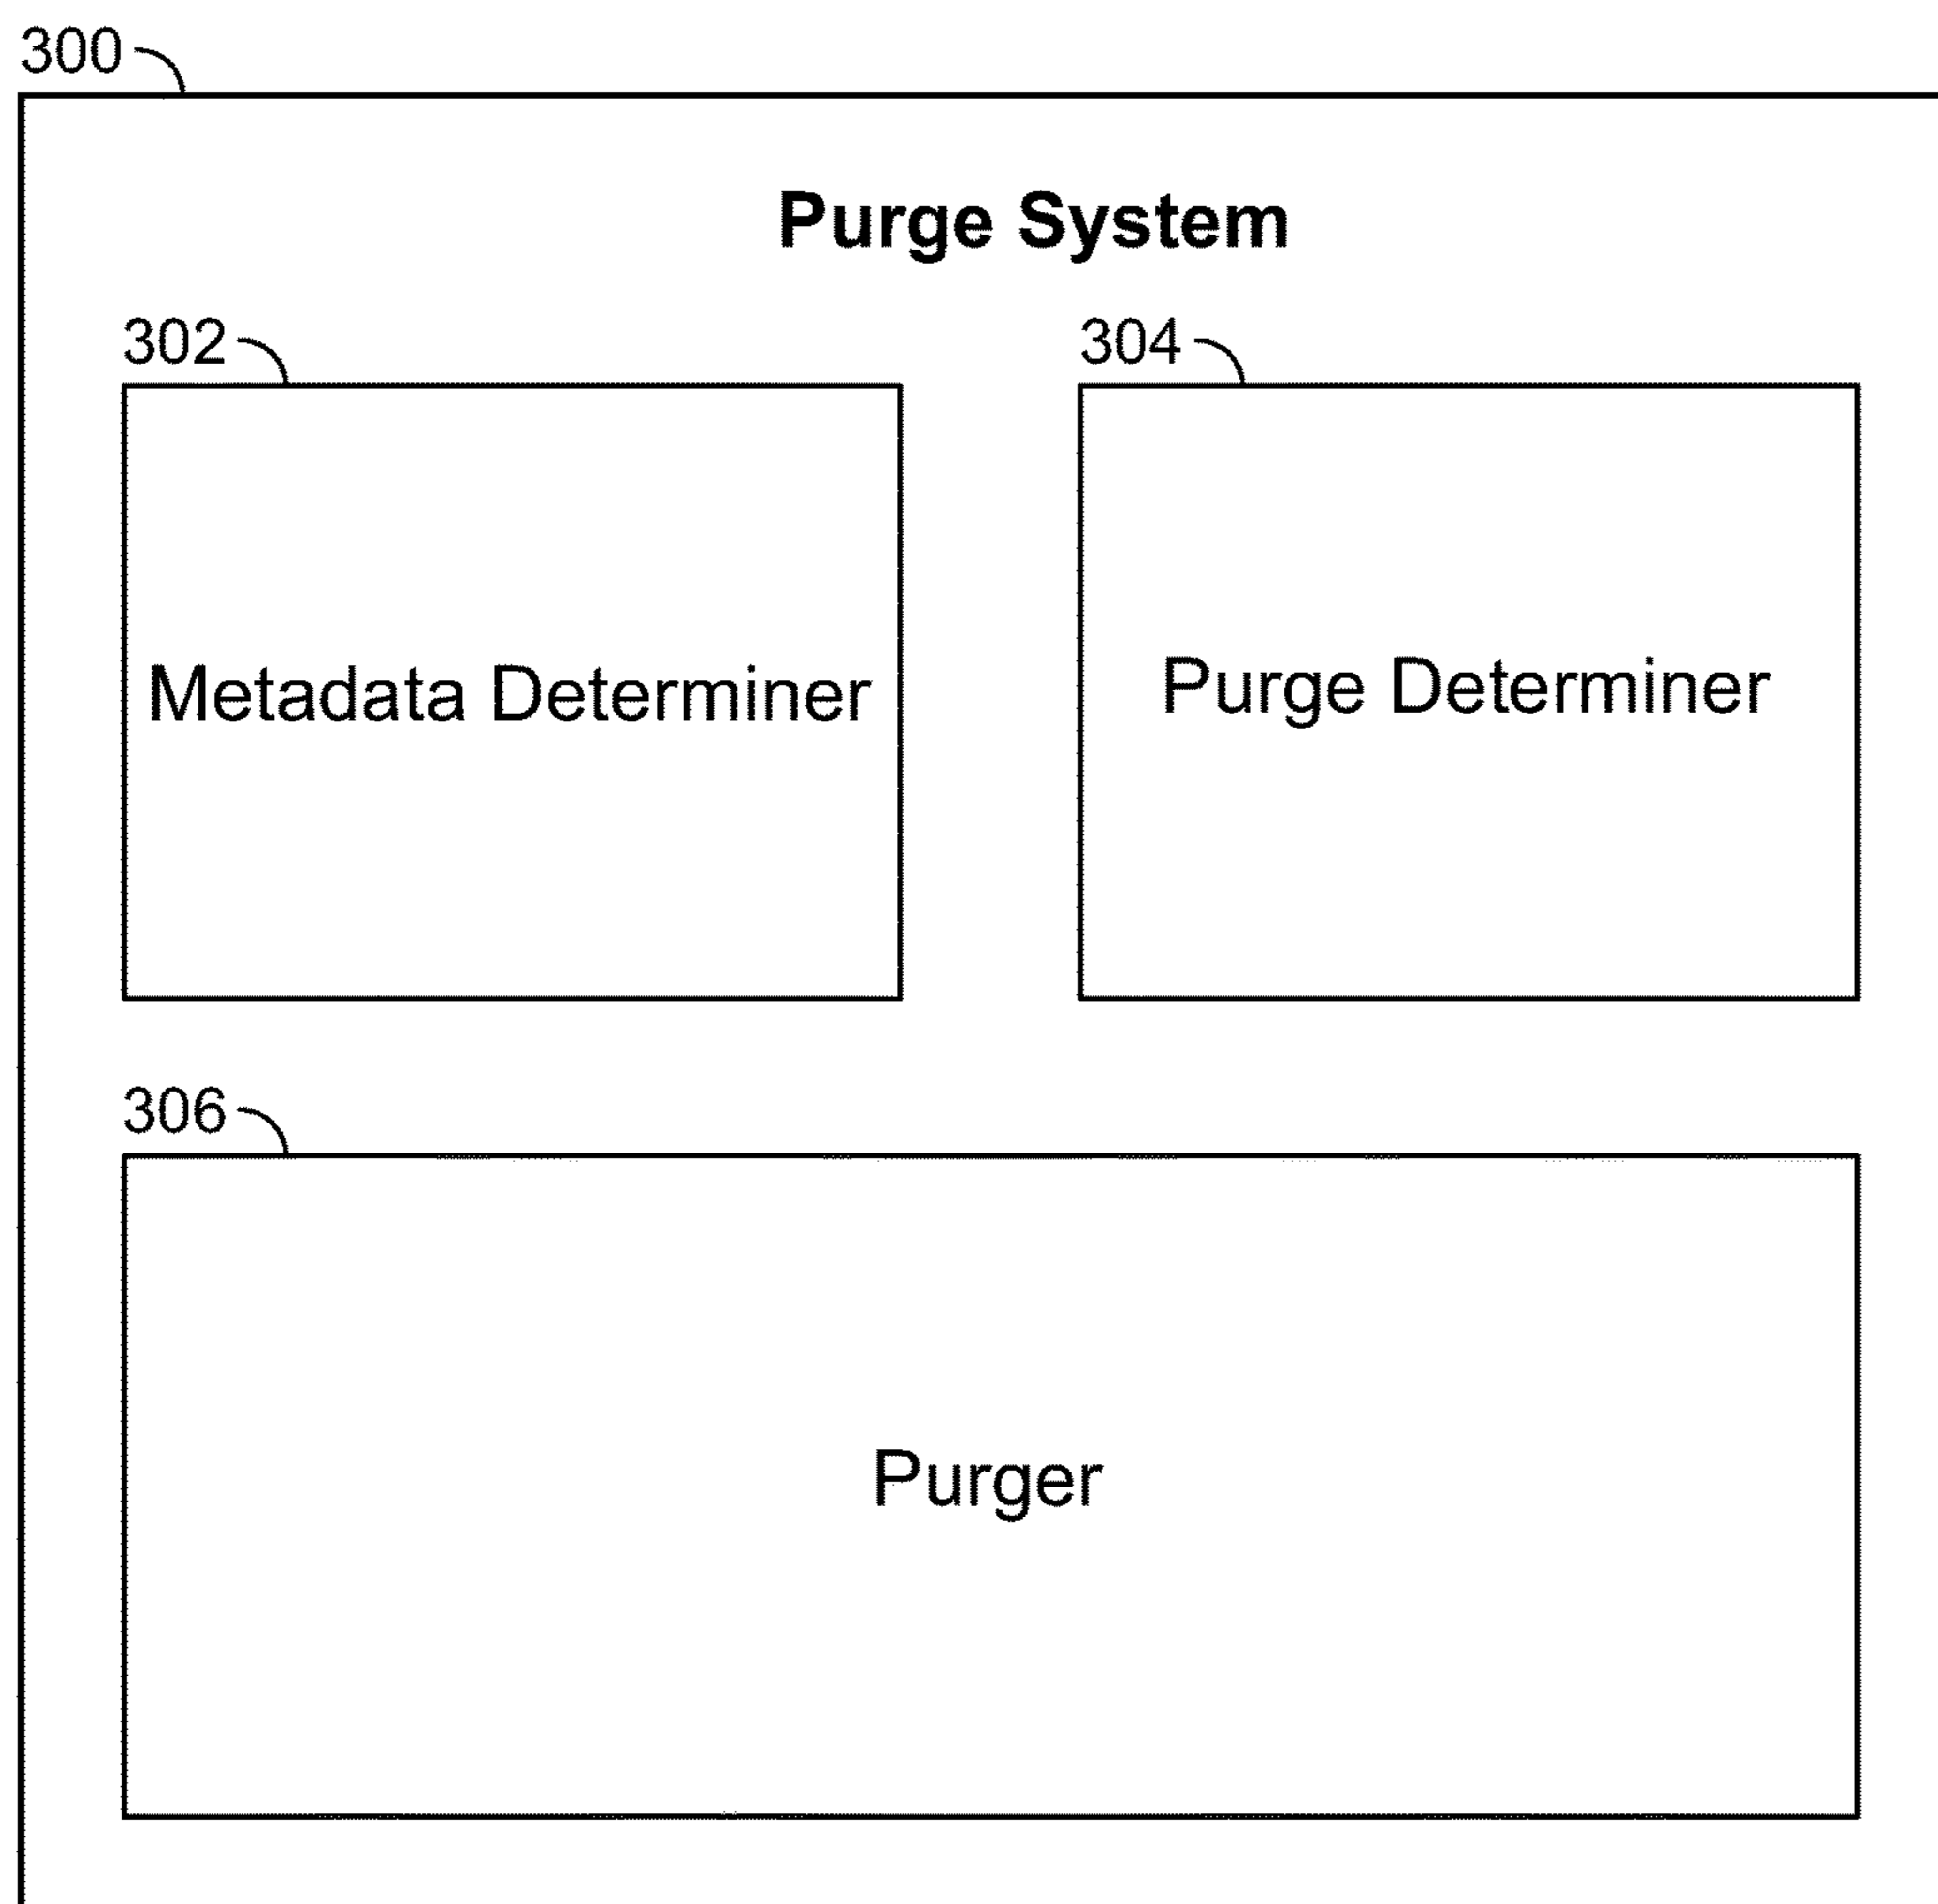 300
Purge System
302
304
Metadata Determiner
Purge Determiner
306
Purger